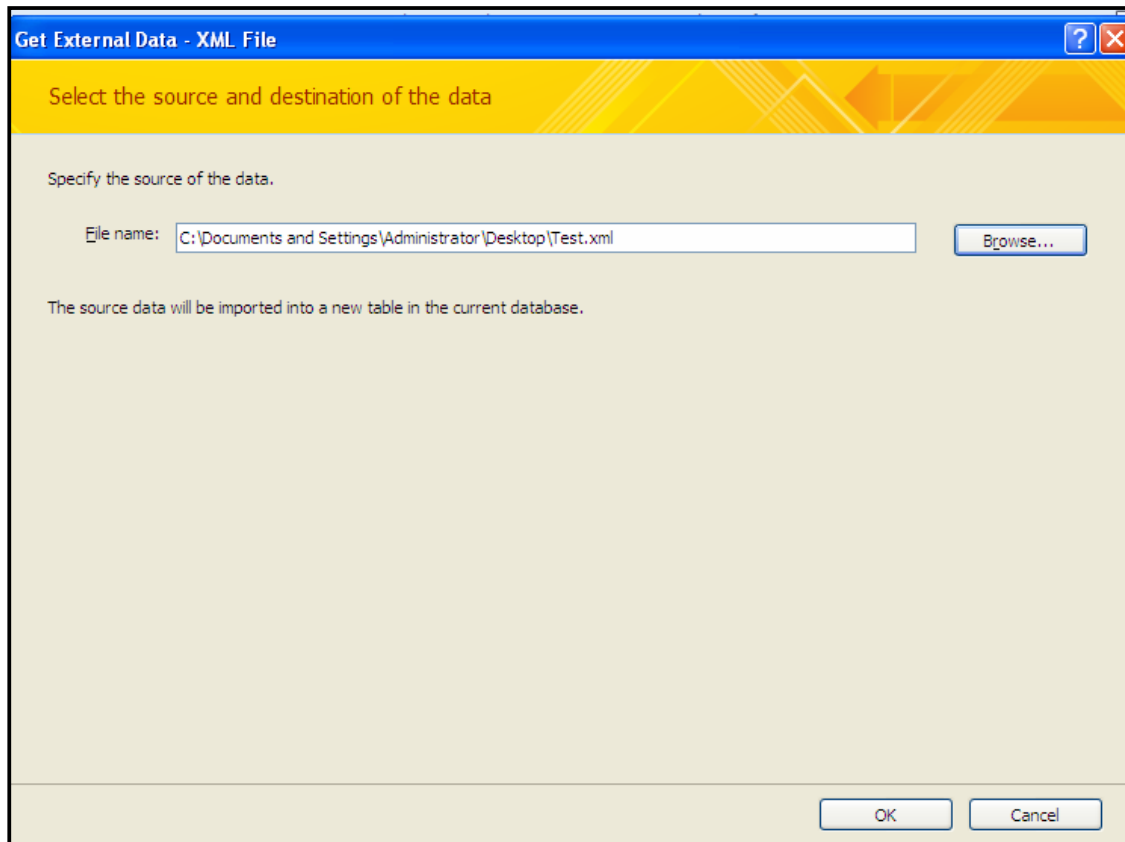 Get External Data - XML File
Select the source and destination of the data
Specify the source of the data.
File name: C:\Documents and Settings\Administrator\Desktop\Test.xml Browse...
The source data will be imported into a new table in the current database.
OK Cancel